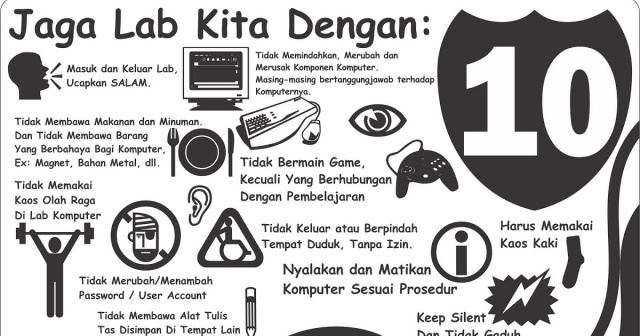 Jaga Lab Kita Dengan:
10
Masuk dan Keluar Lab,
Ucapkan SALAM.
Tidak Memindahkan, Merubah dan
Merusak Komponen Komputer.
Masing-masing bertanggungjawab terhadap
Komputernya.
Tidak Membawa Makanan dan Minuman.
Dan Tidak Membawa Barang
Yang Berbahaya Bagi Komputer,
Ex: Magnet, Bahan Metal, dll.
Tidak Bermain Game,
Kecuali Yang Berhubungan
Dengan Pembelajaran
Tidak Memakai
Kaos Olah Raga
Di Lab Komputer
Tidak Keluar atau Berpindah
Tempat Duduk, Tanpa Izin.
Harus Memakai
Kaos Kaki
Nyalakan dan Matikan
Komputer Sesuai Prosedur
Tidak Merubah/Menambah
Password / User Account
Tidak Membawa Alat Tulis
Tas Disimpan Di Tempat Lain
Keep Silent
Dan Tidak Gaduh